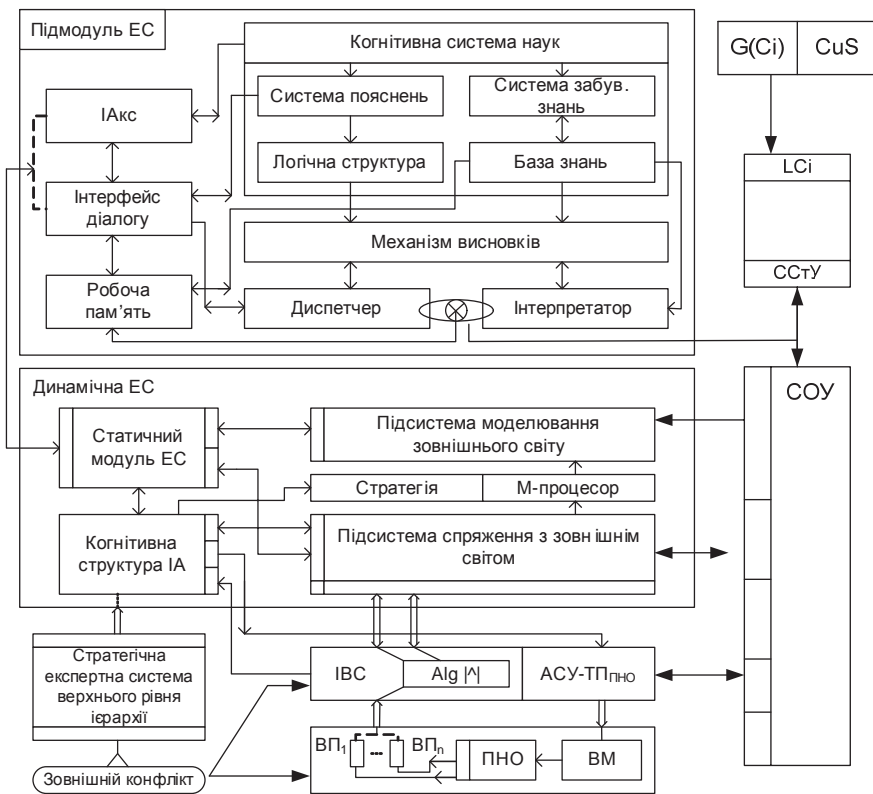 Підмодуль ЕС
Когнітивна система наук
G(Ci)
CuS
ІАкс
Система пояснень
Система забув.
знань
Інтерфейс
діалогу
Логічна структура
База знань
LCi
Механізм висновків
ССтУ
Робоча
пам’ять
Диспетчер
Інтерпретатор
Динамічна ЕС
СОУ
Статичний
модуль ЕС
Підсистема моделювання
зовнішнього світу
Стратегія
М-процесор
Когнітивна
структура ІА
Підсистема спряження з зовнішнім
світом
Стратегічна
експертна система
верхнього рівня
ієрархії
ІВС
Alg |^|
АСУ-ТППНО
ВП1
ВПn
ПНО
ВМ
Зовнішній конфлікт